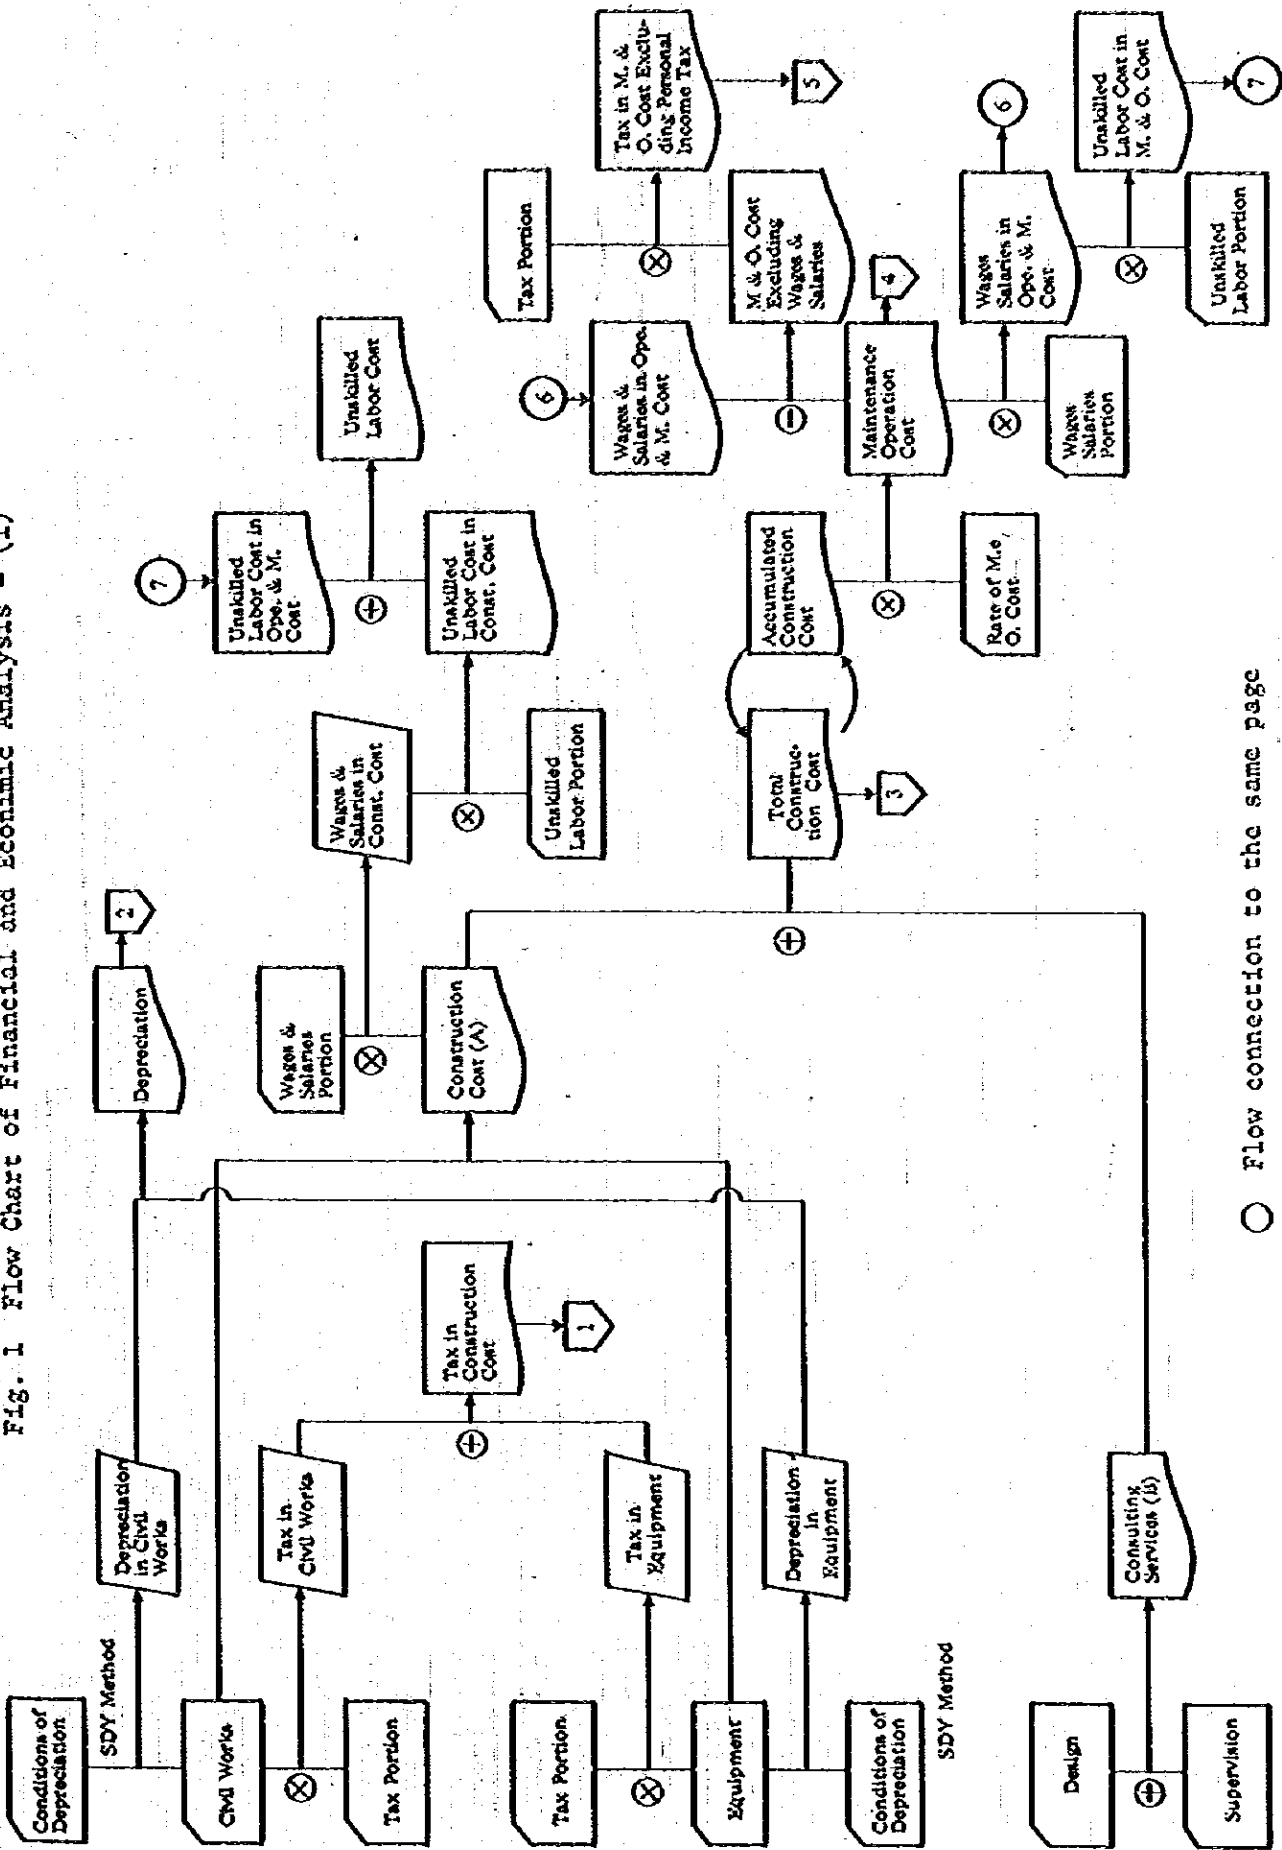 Fig. 1 Flow Chart of Financial and Econimic Analysis - (1)
Conditions of
Depreciation
SDY Method
Civil Works
Tax Portion
Tax Portion
Equipment
Conditions of
Depreciation
SDY Method
Design
Supervision
Depreciation
in Civil
Works
Tax in
Civil Works
Tax in
Equipment
Depreciation
in
Equipment
Consulting
Services (B)
Tax in
Construction
Cost
1
Depreciation
2
Wages &
Salaries
Portion
Construction
Cost (A)
Wages &
Salaries in
Const. Cost
Unskilled
Labor Portion
Total
Construc-
tion Cost
3
7
Unskilled
Labor Cost in
Ope. & M.
Cost
Unskilled
Labor Cost in
Const. Cost
Accumulated
Construction
Cost
Rate of M.&
O. Cost
Unskilled
Labor Cost
6
Wages &
Salaries in Ope.
& M. Cost
Maintenance
Operation
Cost
4
Wages
Salaries
Portion
Tax Portion
M & O. Cost
Excluding
Wages &
Salaries
Wages
Salaries in
Ope. & M.
Cost
6
Unskilled
Labor Portion
Tax in M. &
O. Cost Exclu-
ding Personal
Income Tax
5
Unskilled
Labor Cost in
M. & O. Cost
7
Flow connection to the same page